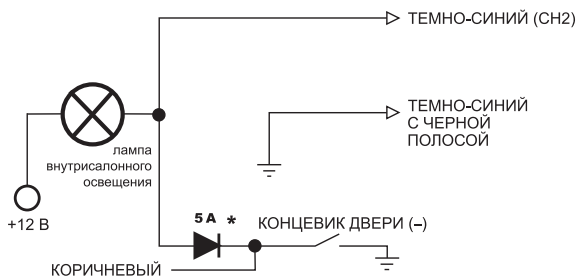 ТЕМНО-СИНИЙ (CH2)
ТЕМНО-СИНИЙ
С ЧЕРНОЙ
ПОЛОСОЙ
лампа
внутрисалонного
освещения
+12 В
5 А *
КОНЦЕВИК ДВЕРИ (–)
КОРИЧНЕВЫЙ